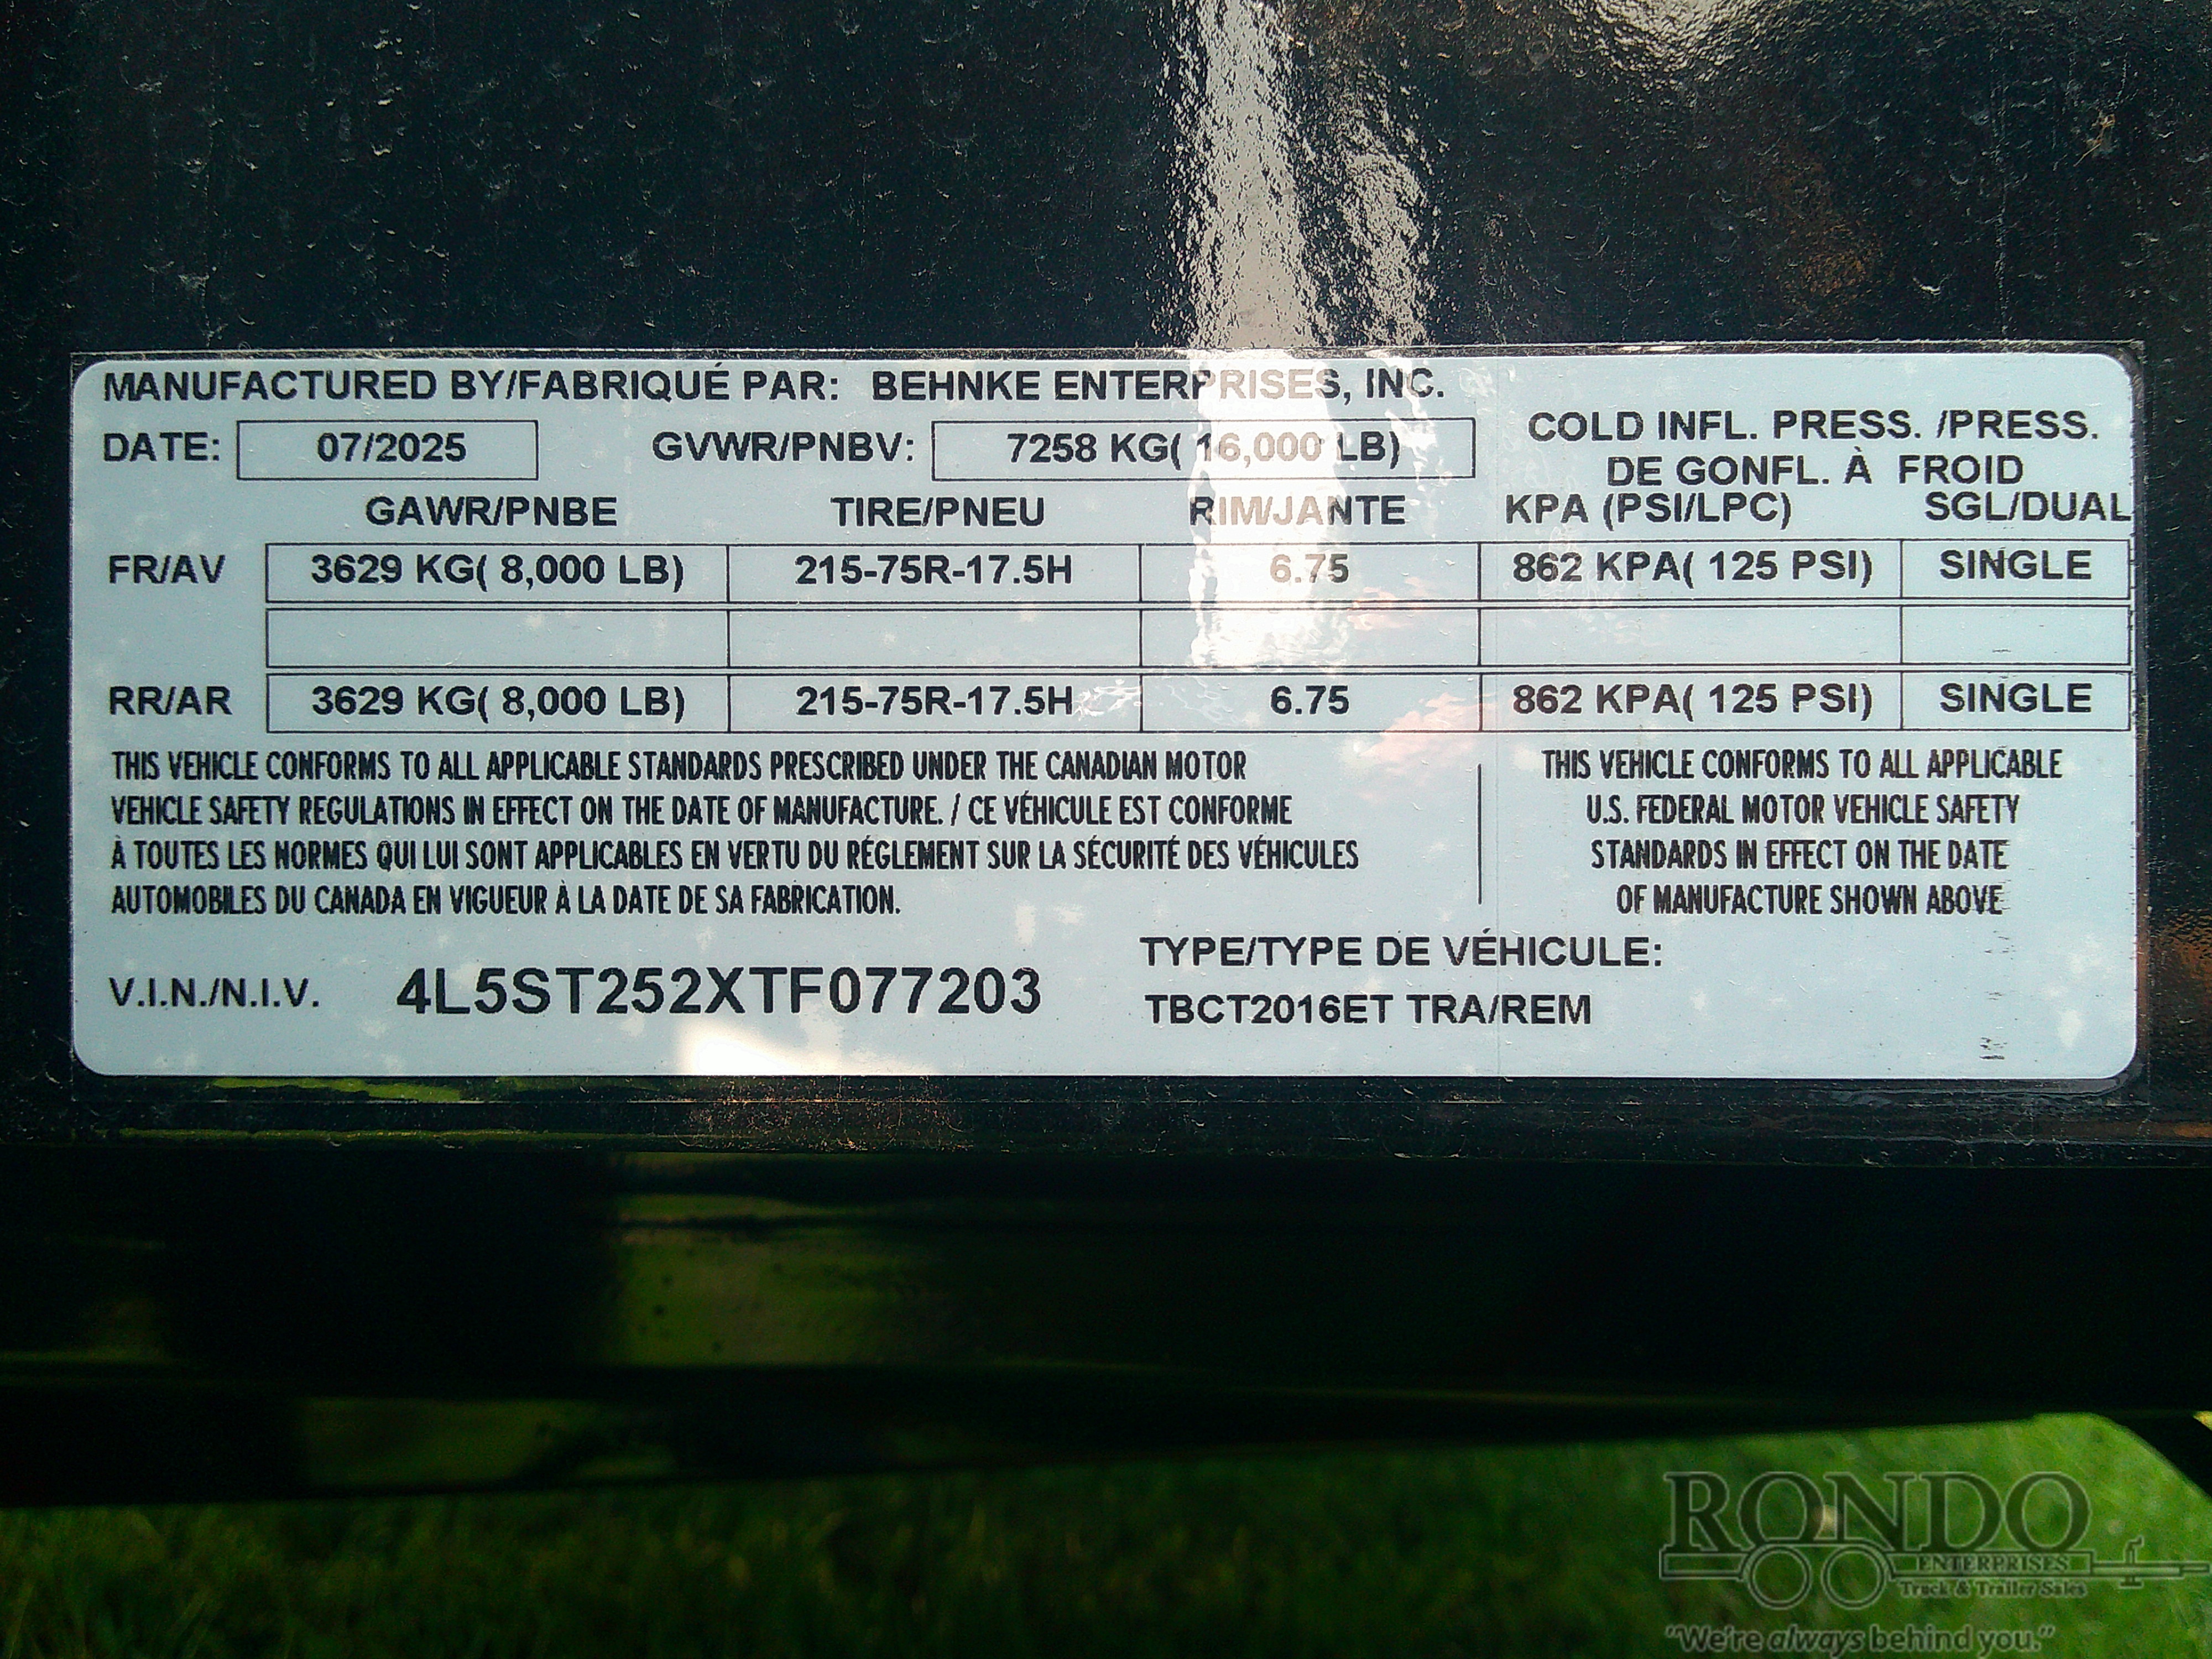 MANUFACTURED BY/FABRIQUÉ PAR: BEHNKE ENTERPRISES, INC.
DATE: 07/2025 GVWR/PNBV: 7258 KG( 16,000 LB)
COLD INFL. PRESS. /PRESS.
DE GONFL. À FROID
GAWR/PNBE TIRE/PNEU RIM/JANTE KPA (PSI/LPC) SGL/DUAL
FR/AV 3629 KG( 8,000 LB) 215-75R-17.5H 6.75 862 KPA( 125 PSI) SINGLE
RR/AR 3629 KG( 8,000 LB) 215-75R-17.5H 6.75 862 KPA( 125 PSI) SINGLE
THIS VEHICLE CONFORMS TO ALL APPLICABLE STANDARDS PRESCRIBED UNDER THE CANADIAN MOTOR
VEHICLE SAFETY REGULATIONS IN EFFECT ON THE DATE OF MANUFACTURE. / CE VÉHICULE EST CONFORME
À TOUTES LES NORMES QUI LUI SONT APPLICABLES EN VERTU DU RÉGLEMENT SUR LA SÉCURITÉ DES VÉHICULES
AUTOMOBILES DU CANADA EN VIGUEUR À LA DATE DE SA FABRICATION.
THIS VEHICLE CONFORMS TO ALL APPLICABLE
U.S. FEDERAL MOTOR VEHICLE SAFETY
STANDARDS IN EFFECT ON THE DATE
OF MANUFACTURE SHOWN ABOVE
V.I.N./N.I.V. 4L5ST252XTF077203
TYPE/TYPE DE VÉHICULE:
TBCT2016ET TRA/REM
RONDO
ENTERPRISES
Truck & Trailer Sales
"We're always behind you."